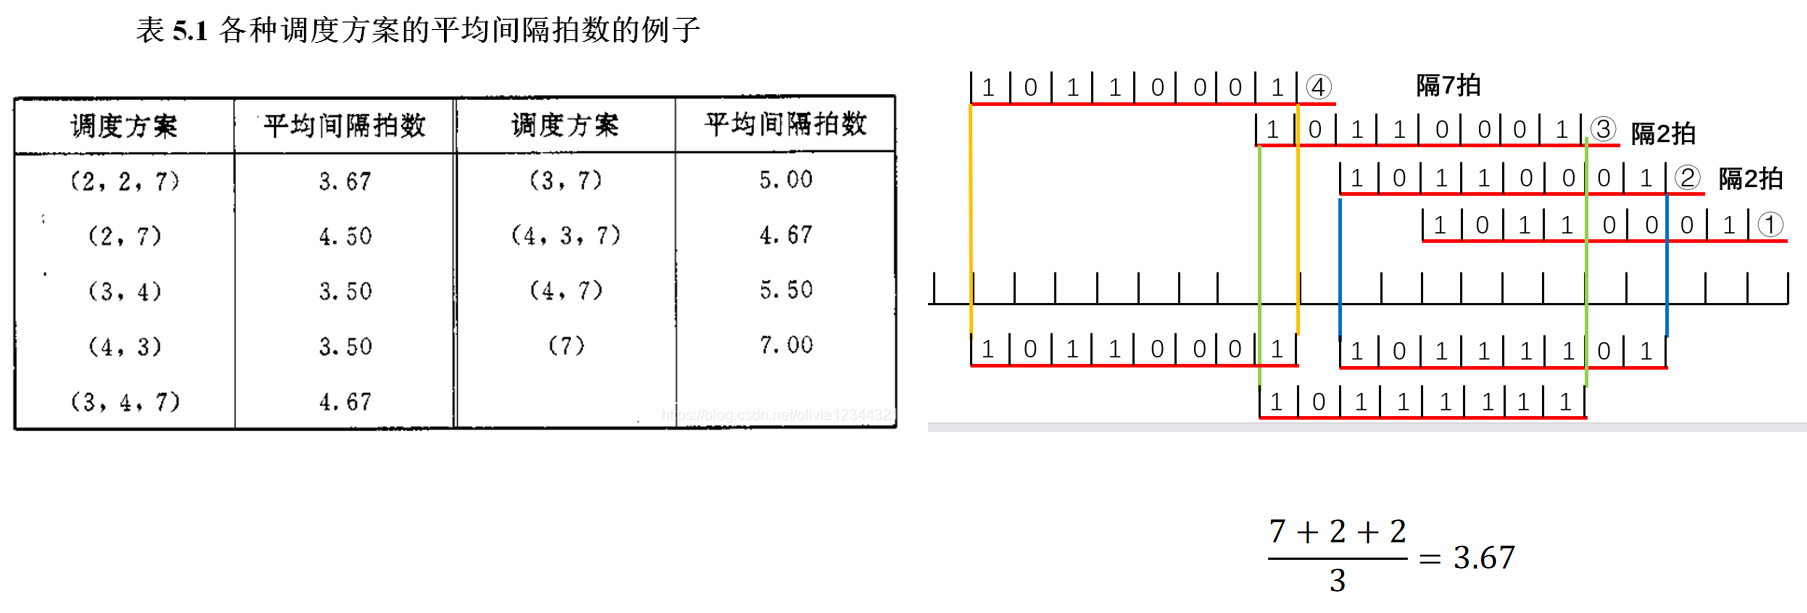 表 5.1 各种调度方案的平均间隔拍数的例子
调度方案 平均间隔拍数 调度方案 平均间隔拍数
(2, 2, 7) 3.67 (3, 7) 5.00
(2, 7) 4.50 (4, 3, 7) 4.67
(3, 4) 3.50 (4, 7) 5.50
(4, 3) 3.50 (7) 7.00
(3, 4, 7) 4.67
https://blog.csdn.net/olivia12344321
1 0 1 1 0 0 0 1 ④ 隔7拍
1 0 1 1 0 0 0 1 ③ 隔2拍
1 0 1 1 0 0 0 1 ② 隔2拍
1 0 1 1 0 0 0 1 ①
1 0 1 1 0 0 0 1 1 0 1 1 1 1 0 1
1 0 1 1 1 1 1 1
7 + 2 + 2
3
= 3.67